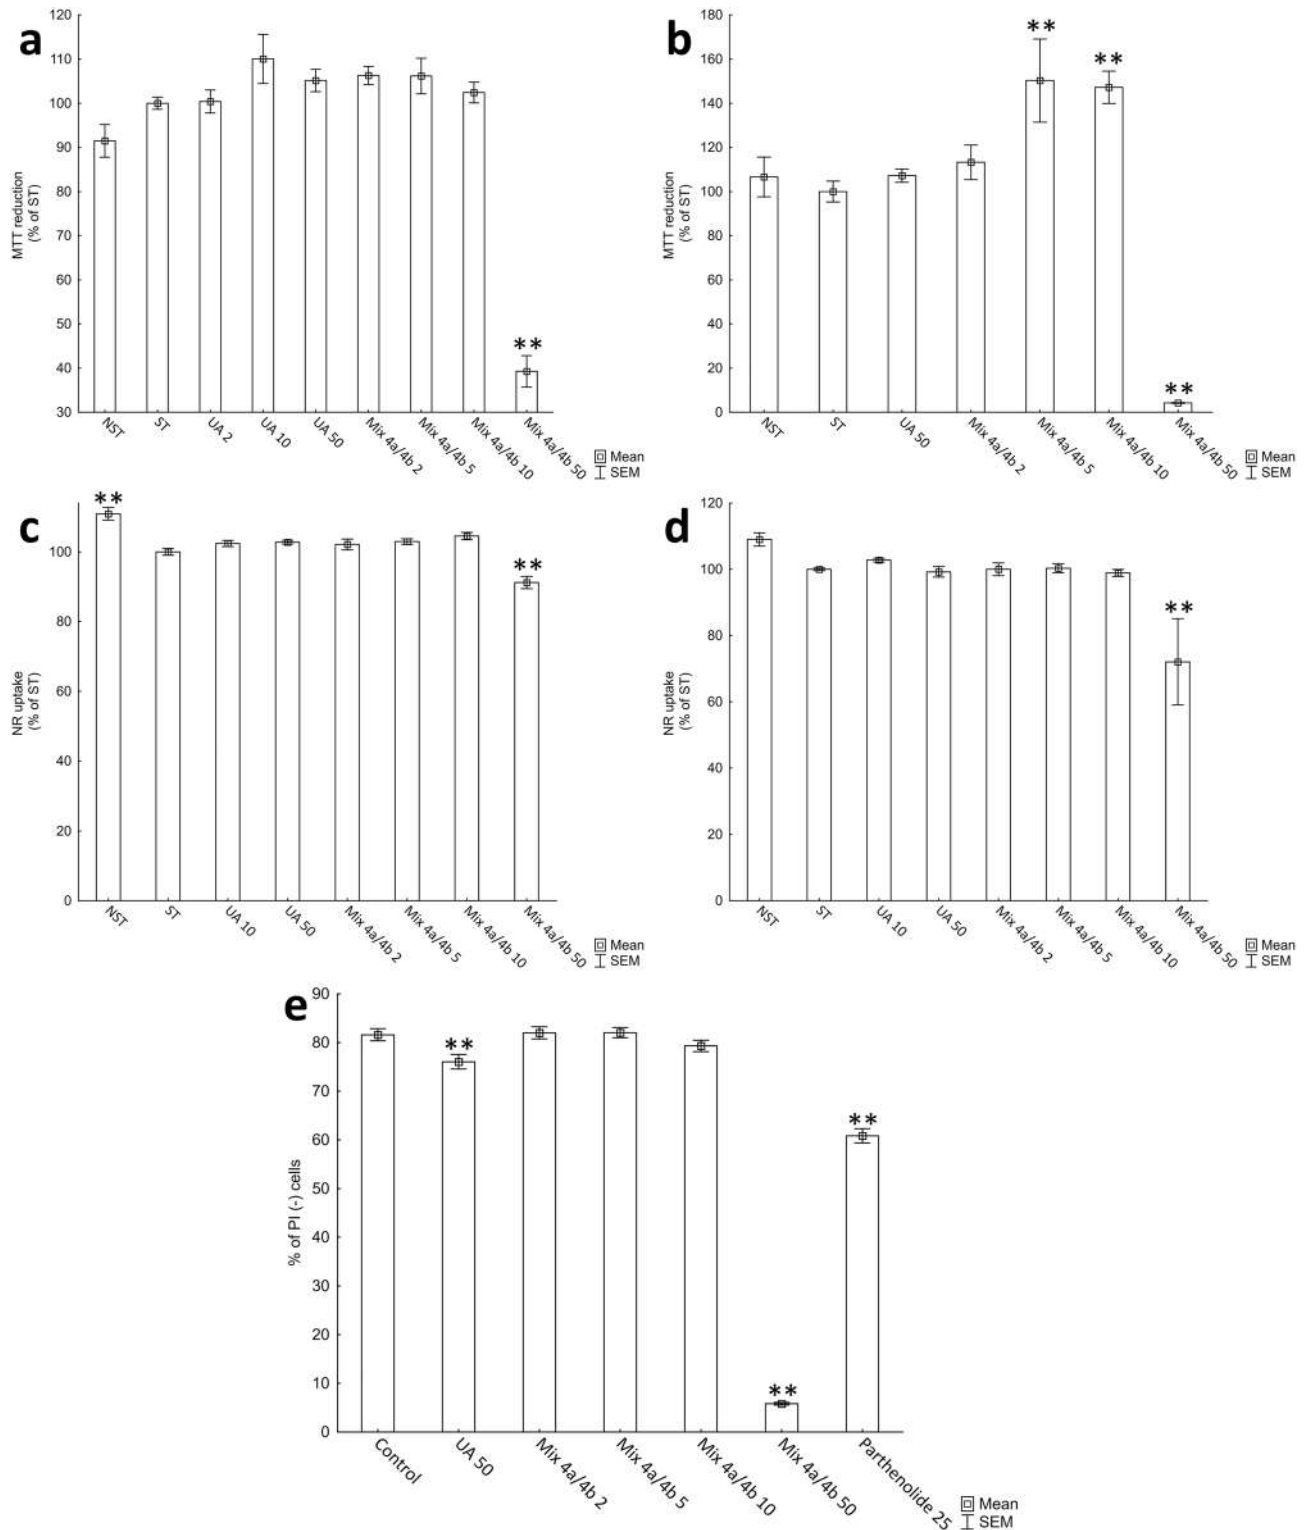 a
120
110
100
90
80
70
60
50
40
30
MTT reduction
(% of ST)
**
NST
ST
UA 2
UA 10
UA 50
Mix 4a/4b 2
Mix 4a/4b 5
Mix 4a/4b 10
Mix 4a/4b 50
Mean
SEM
b
180
160
140
120
100
80
60
40
20
0
MTT reduction
(% of ST)
**
**
**
NST
ST
UA 50
Mix 4a/4b 2
Mix 4a/4b 5
Mix 4a/4b 10
Mix 4a/4b 50
Mean
SEM
c
100
80
60
40
20
0
NR uptake
(% of ST)
**
**
NST
ST
UA 10
UA 50
Mix 4a/4b 2
Mix 4a/4b 5
Mix 4a/4b 10
Mix 4a/4b 50
Mean
SEM
d
120
100
80
60
40
20
0
NR uptake
(% of ST)
**
NST
ST
UA 10
UA 50
Mix 4a/4b 2
Mix 4a/4b 5
Mix 4a/4b 10
Mix 4a/4b 50
Mean
SEM
e
90
80
70
60
50
40
30
20
10
0
% of PI (-) cells
**
**
**
Control
UA 50
Mix 4a/4b 2
Mix 4a/4b 5
Mix 4a/4b 10
Mix 4a/4b 50
Parthenolide 25
Mean
SEM